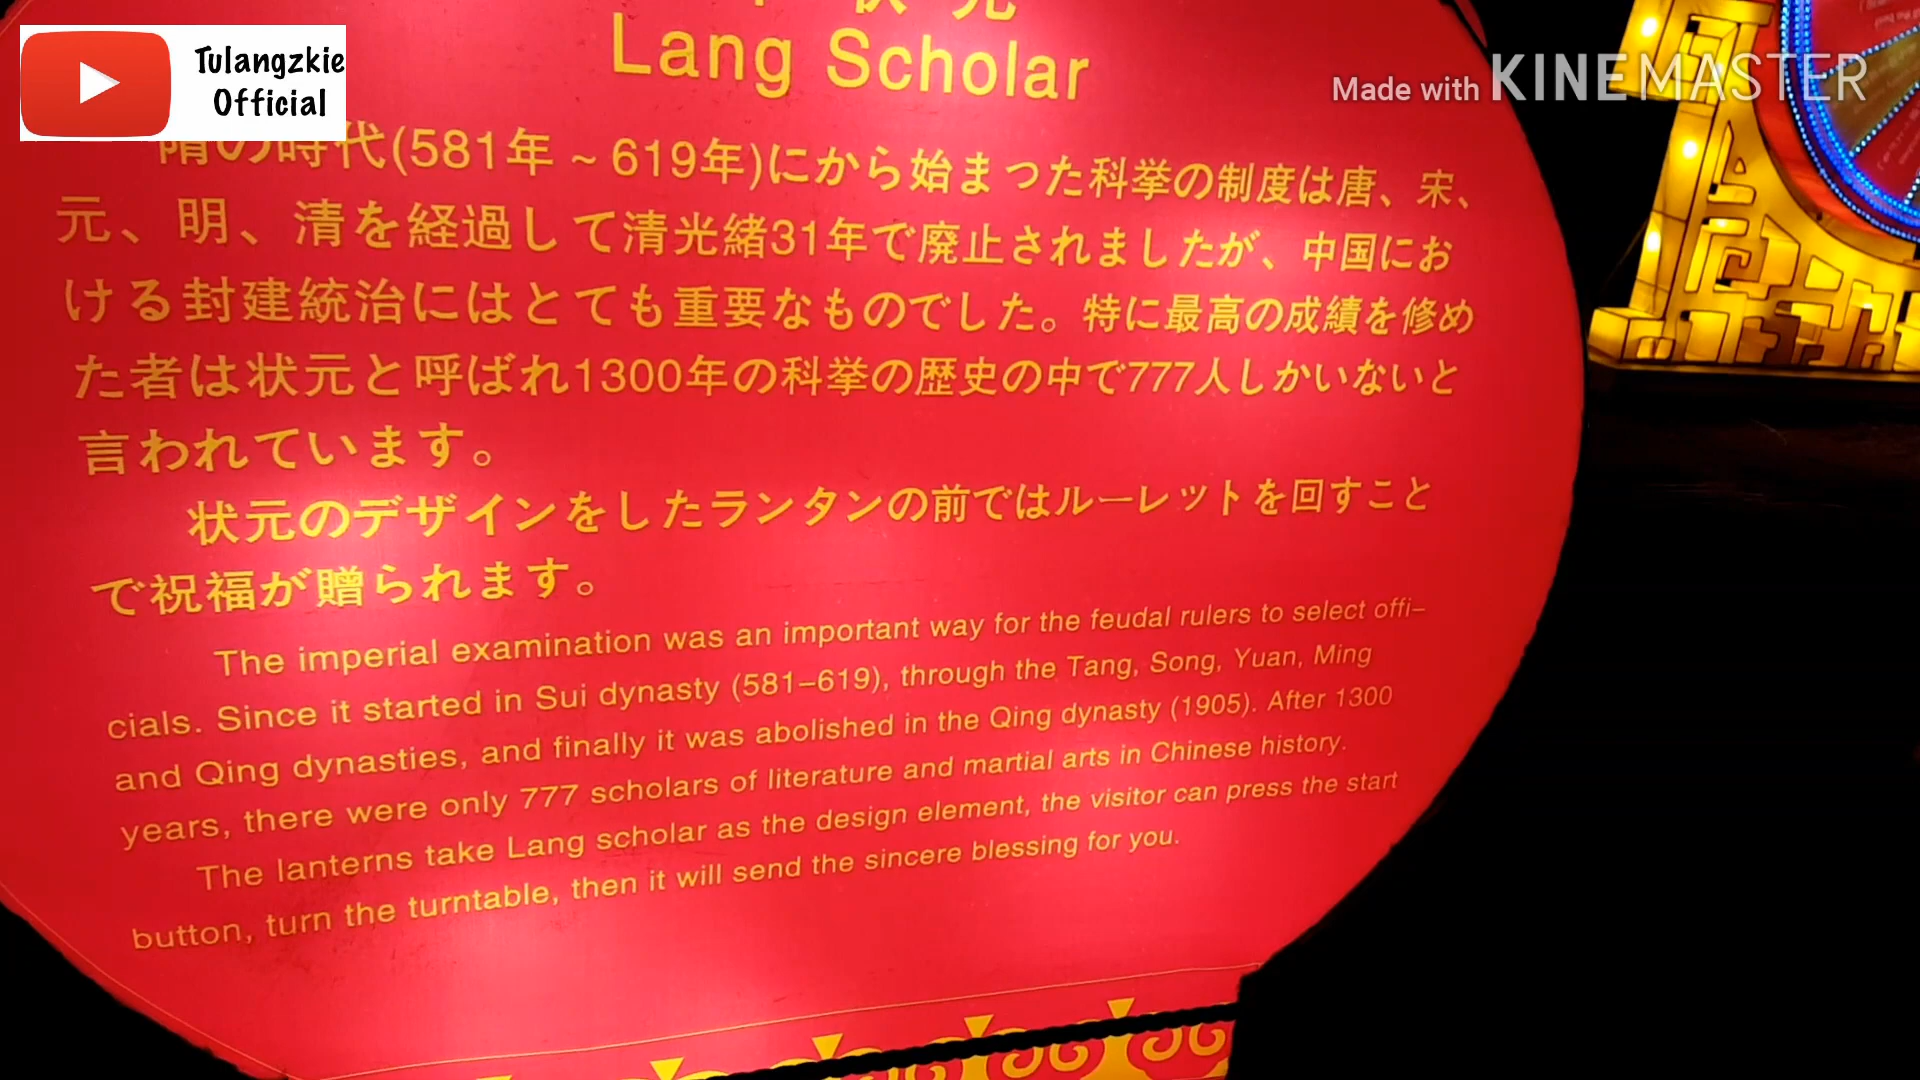 Tulangzkie
Official
Made with KINEMASTER
状元
Lang Scholar
隋の時代(581年～619年)にから始まった科挙の制度は唐、宋、
元、明、清を経過して清光緒31年で廃止されましたが、中国にお
ける封建統治にはとても重要なものでした。特に最高の成績を修め
た者は状元と呼ばれ1300年の科挙の歴史の中で777人しかいないと
言われています。
状元のデザインをしたランタンの前ではルーレットを回すこと
で祝福が贈られます。
The imperial examination was an important way for the feudal rulers to select offi–
cials. Since it started in Sui dynasty (581–619), through the Tang, Song, Yuan, Ming
and Qing dynasties, and finally it was abolished in the Qing dynasty (1905). After 1300
years, there were only 777 scholars of literature and martial arts in Chinese history.
The lanterns take Lang scholar as the design element, the visitor can press the start
button, turn the turntable, then it will send the sincere blessing for you.